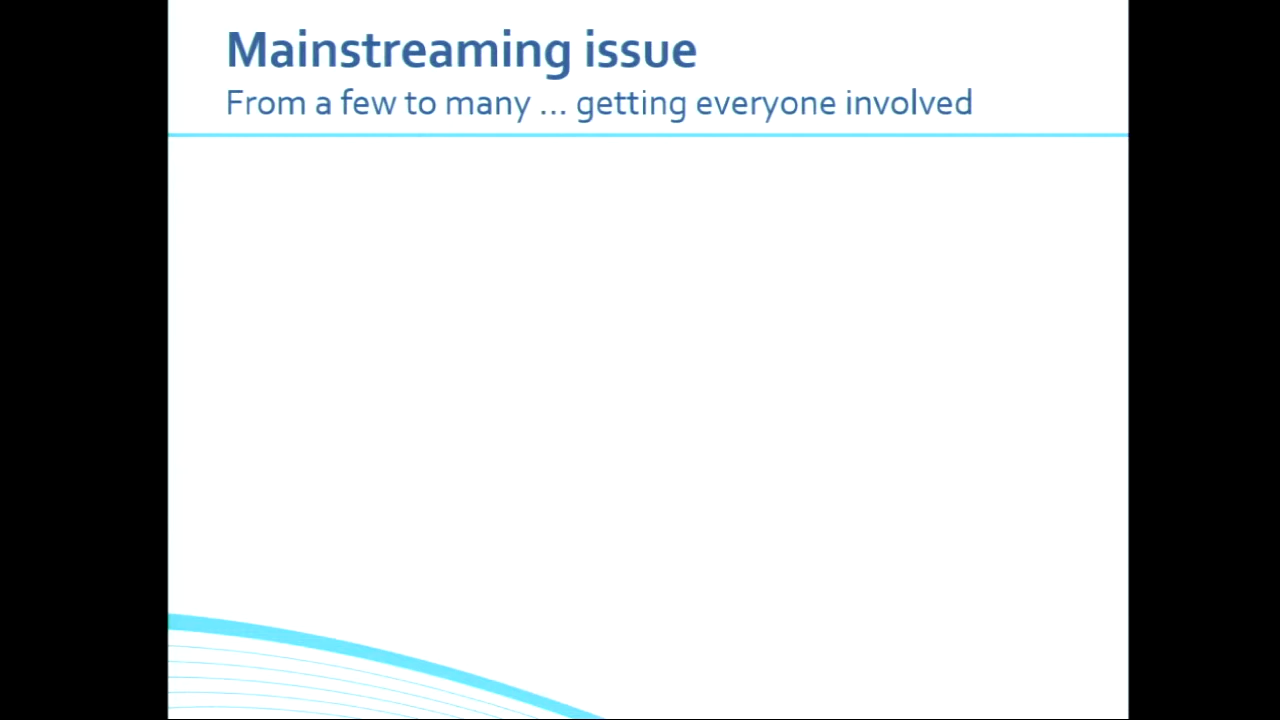 Mainstreaming issue
From a few to many ... getting everyone involved